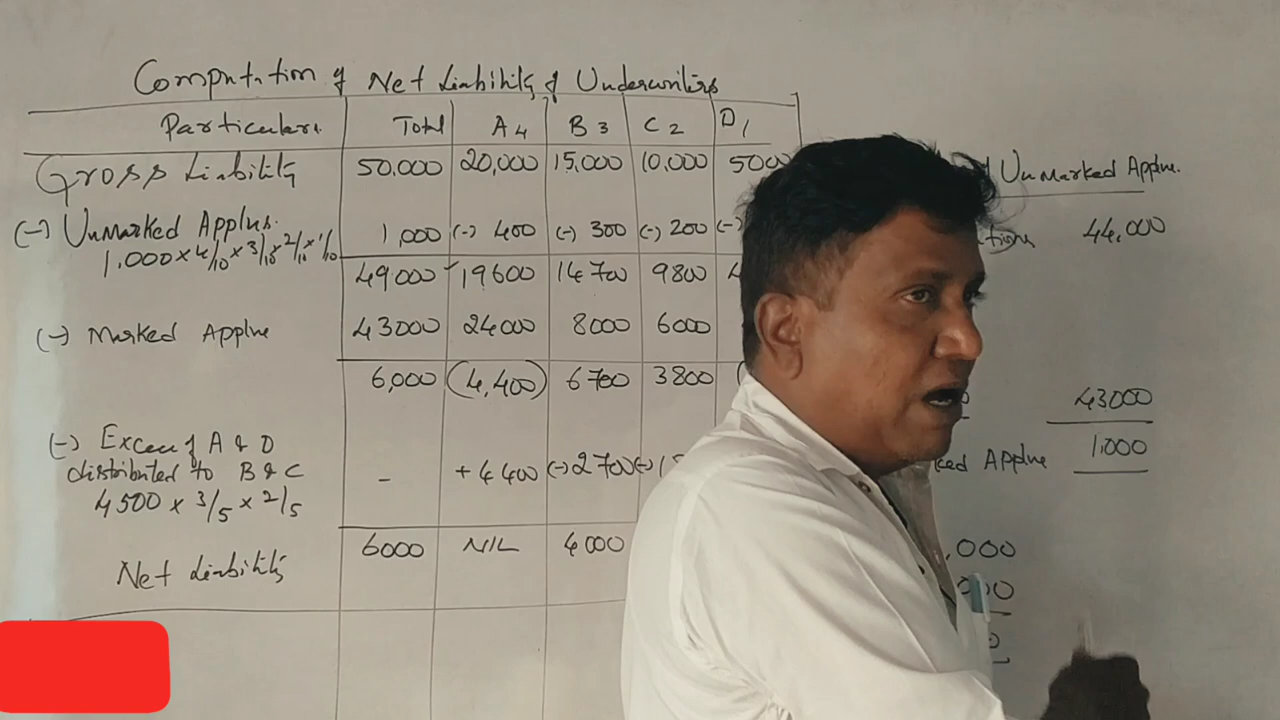 Computation of Net Liability of Underwriters
Particulars. Total A 4 B 3 C 2 D 1
Gross Liability 50,000 20,000 15,000 10,000 5000
(-) Unmarked Applns. 1,000 (-) 400 (-) 300 (-) 200 (-)
1,000 x 4/10 x 3/10 x 2/10 x 1/10
49000 19600 14700 9800
(-) Marked Applne 43000 24000 8000 6000
6,000 (4,400) 6700 3800 (
(-) Excess of A & D
distributed to B & C - + 4400 (-) 2700 (-)
4500 x 3/5 x 2/5
Net Liability 6000 NIL 4000
Unmarked Applne.
44,000
43000
Applne 1,000
,000